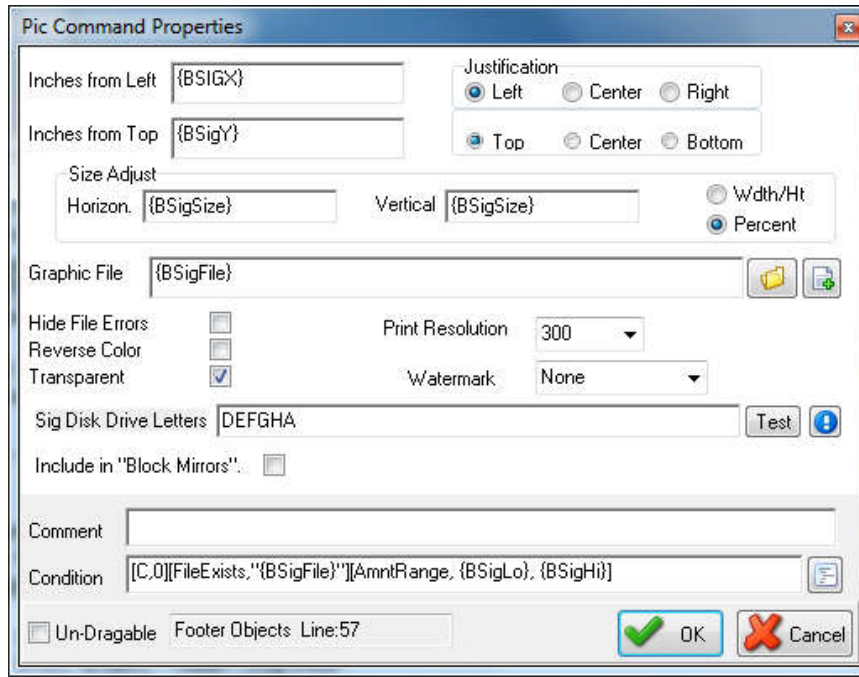 Pic Command Properties
Inches from Left {BSIGX}
Justification
Left Center Right
Inches from Top {BSigY}
Top Center Bottom
Size Adjust
Horizon. {BSigSize} Vertical {BSigSize}
Wdth/Ht
Percent
Graphic File {BSigFile}
Hide File Errors
Print Resolution 300
Reverse Color
Transparent
Watermark None
Sig Disk Drive Letters DEFGHA Test
Include in "Block Mirrors".
Comment
Condition [C,0][FileExists,"{BSigFile}"][AmntRange, {BSigLo}, {BSigHi}]
Un-Dragable Footer Objects Line:57 OK Cancel